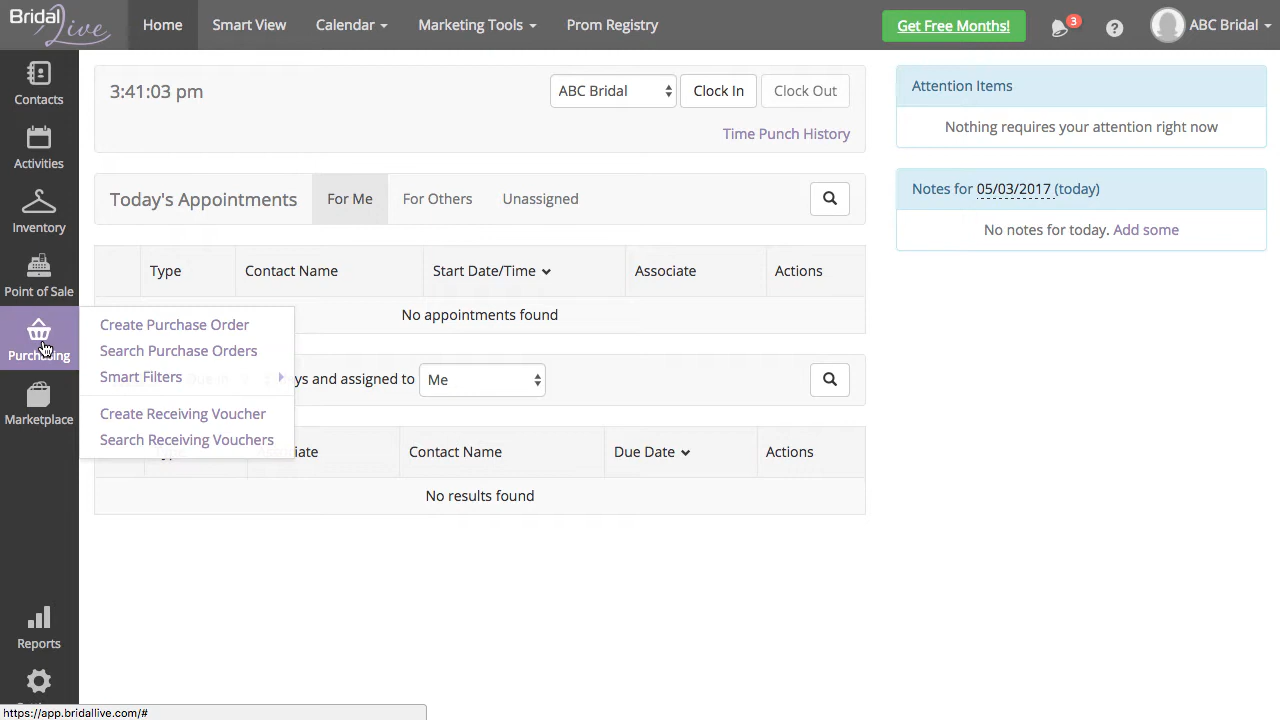 Bridal Live
Home
Smart View
Calendar
Marketing Tools
Prom Registry
Get Free Months!
3
?
ABC Bridal
Contacts
Activities
Inventory
Point of Sale
Purchasing
Marketplace
Reports
3:41:03 pm
ABC Bridal
Clock In
Clock Out
Time Punch History
Today's Appointments
For Me
For Others
Unassigned
Type
Contact Name
Start Date/Time
Associate
Actions
No appointments found
Create Purchase Order
Search Purchase Orders
Smart Filters
Create Receiving Voucher
Search Receiving Vouchers
and assigned to
Me
Contact Name
Due Date
Actions
No results found
Attention Items
Nothing requires your attention right now
Notes for 05/03/2017 (today)
No notes for today. Add some
https://app.bridallive.com/#